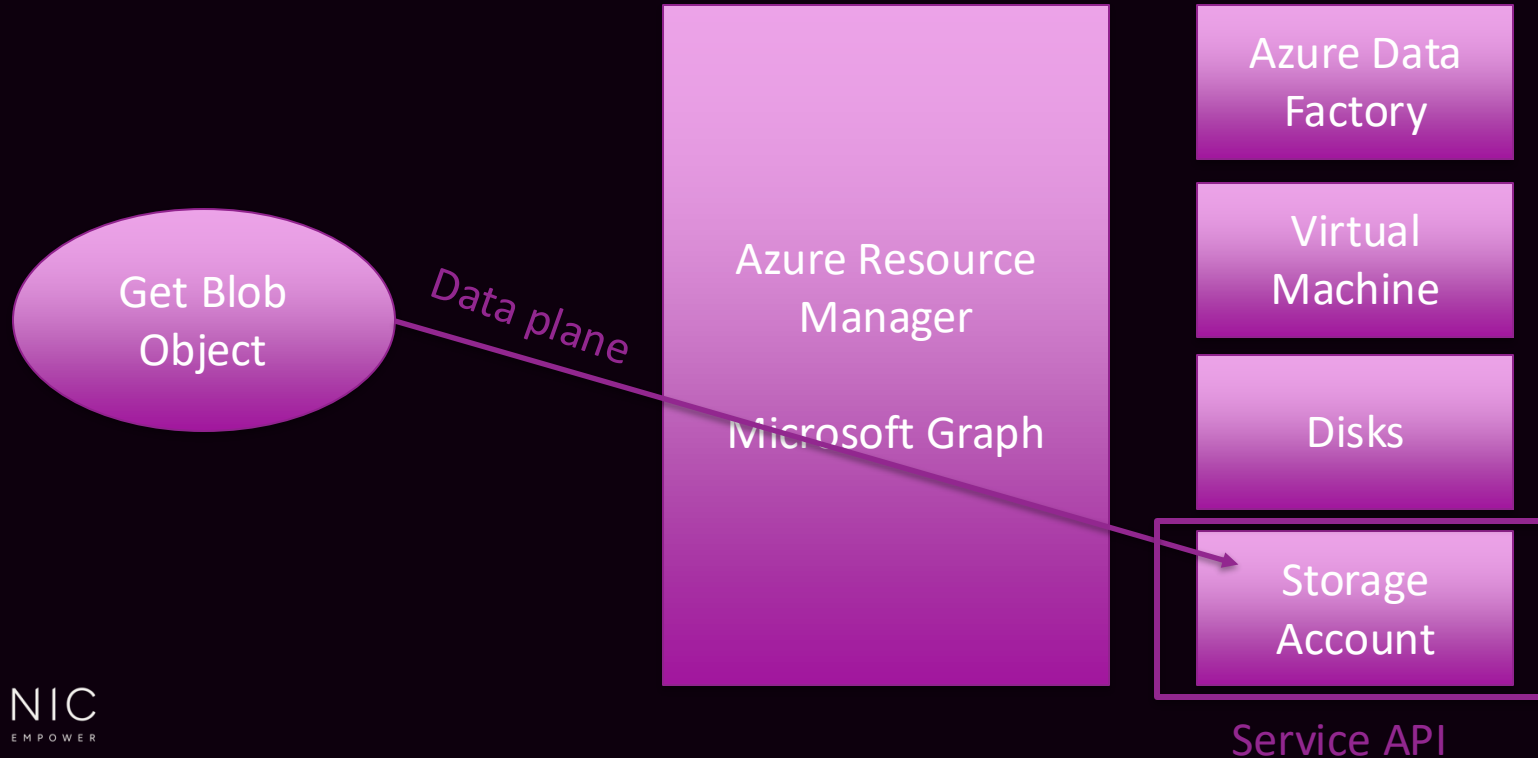 Get Blob
Object
Data plane
Azure Resource
Manager
Microsoft Graph
Azure Data
Factory
Virtual
Machine
Disks
Storage
Account
Service API
NIC
EMPOWER